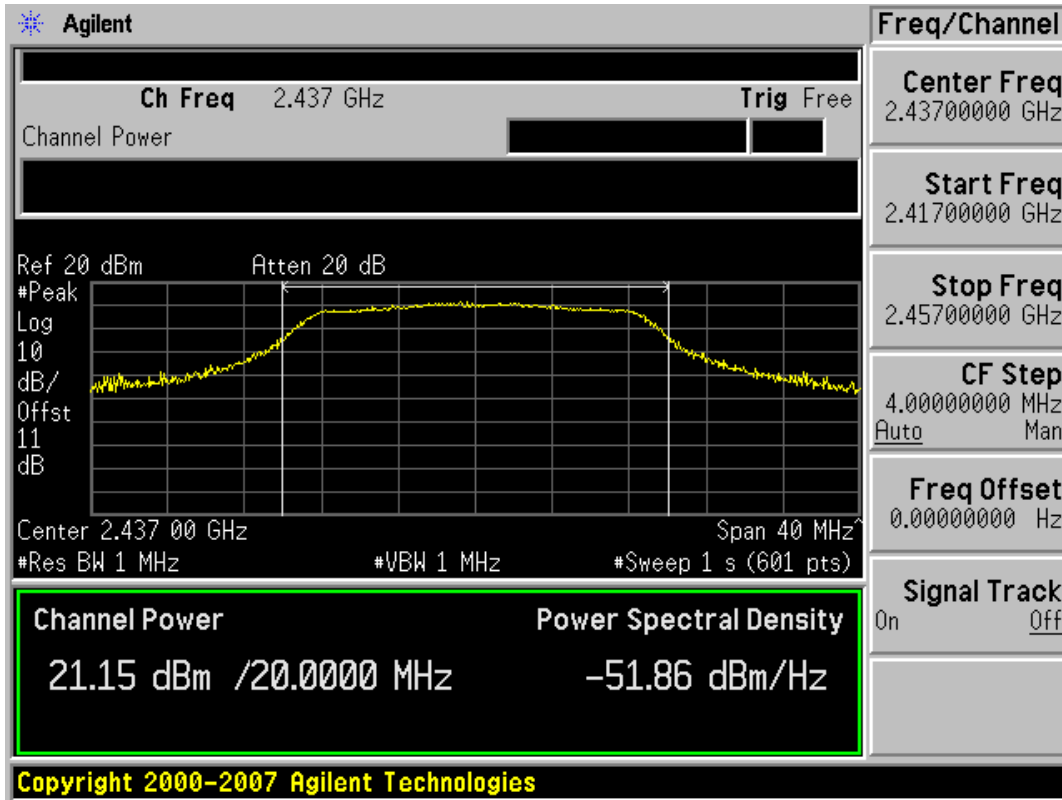 Agilent
Freq/Channel
Ch Freq 2.437 GHz Trig Free
Channel Power
Center Freq
2.43700000 GHz
Start Freq
2.41700000 GHz
Stop Freq
2.45700000 GHz
CF Step
4.00000000 MHz
Auto Man
Freq Offset
0.00000000 Hz
Signal Track
On Off
Ref 20 dBm Atten 20 dB
#Peak
Log
10
dB/
Offst
11
dB
Center 2.437 00 GHz Span 40 MHz^
#Res BW 1 MHz #VBW 1 MHz #Sweep 1 s (601 pts)
Channel Power Power Spectral Density
21.15 dBm /20.0000 MHz -51.86 dBm/Hz
Copyright 2000-2007 Agilent Technologies